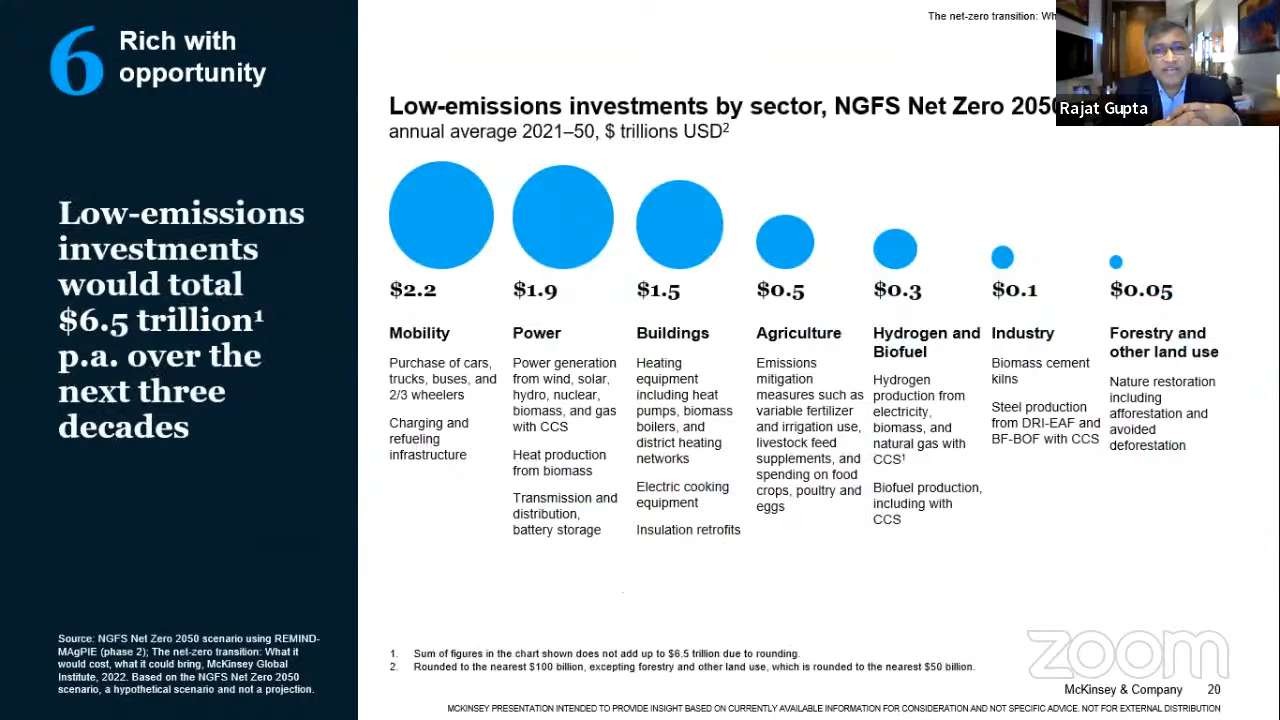 6
Rich with
opportunity
Low-emissions
investments
would total
$6.5 trillion¹
p.a. over the
next three
decades
Source: NGFS Net Zero 2050 scenario using REMIND-
MAgPIE (phase 2); The net-zero transition: What it
would cost, what it could bring, McKinsey Global
Institute, 2022. Based on the NGFS Net Zero 2050
scenario, a hypothetical scenario and not a projection.
The net-zero transition:
Rajat Gupta
Low-emissions investments by sector, NGFS Net Zero 2050
annual average 2021–50, $ trillions USD²
$2.2
Mobility
Purchase of cars,
trucks, buses, and
2/3 wheelers
Charging and
refueling
infrastructure
$1.9
Power
Power generation
from wind, solar,
hydro, nuclear,
biomass, and gas
with CCS
Heat production
from biomass
Transmission and
distribution,
battery storage
$1.5
Buildings
Heating
equipment
including heat
pumps, biomass
boilers, and
district heating
networks
Electric cooking
equipment
Insulation retrofits
$0.5
Agriculture
Emissions
mitigation
measures such as
variable fertilizer
and irrigation use,
livestock feed
supplements, and
spending on food
crops, poultry and
eggs
$0.3
Hydrogen and
Biofuel
Hydrogen
production from
electricity,
biomass, and
natural gas with
CCS¹
Biofuel production,
including with
CCS
$0.1
Industry
Biomass cement
kilns
Steel production
from DRI-EAF and
BF-BOF with CCS
$0.05
Forestry and
other land use
Nature restoration
including
afforestation and
avoided
deforestation
1. Sum of figures in the chart shown does not add up to $6.5 trillion due to rounding.
2. Rounded to the nearest $100 billion, excepting forestry and other land use, which is rounded to the nearest $50 billion.
zoom
McKinsey & Company 20
MCKINSEY PRESENTATION INTENDED TO PROVIDE INSIGHT BASED ON CURRENTLY AVAILABLE INFORMATION FOR CONSIDERATION AND NOT SPECIFIC ADVICE. NOT FOR EXTERNAL DISTRIBUTION